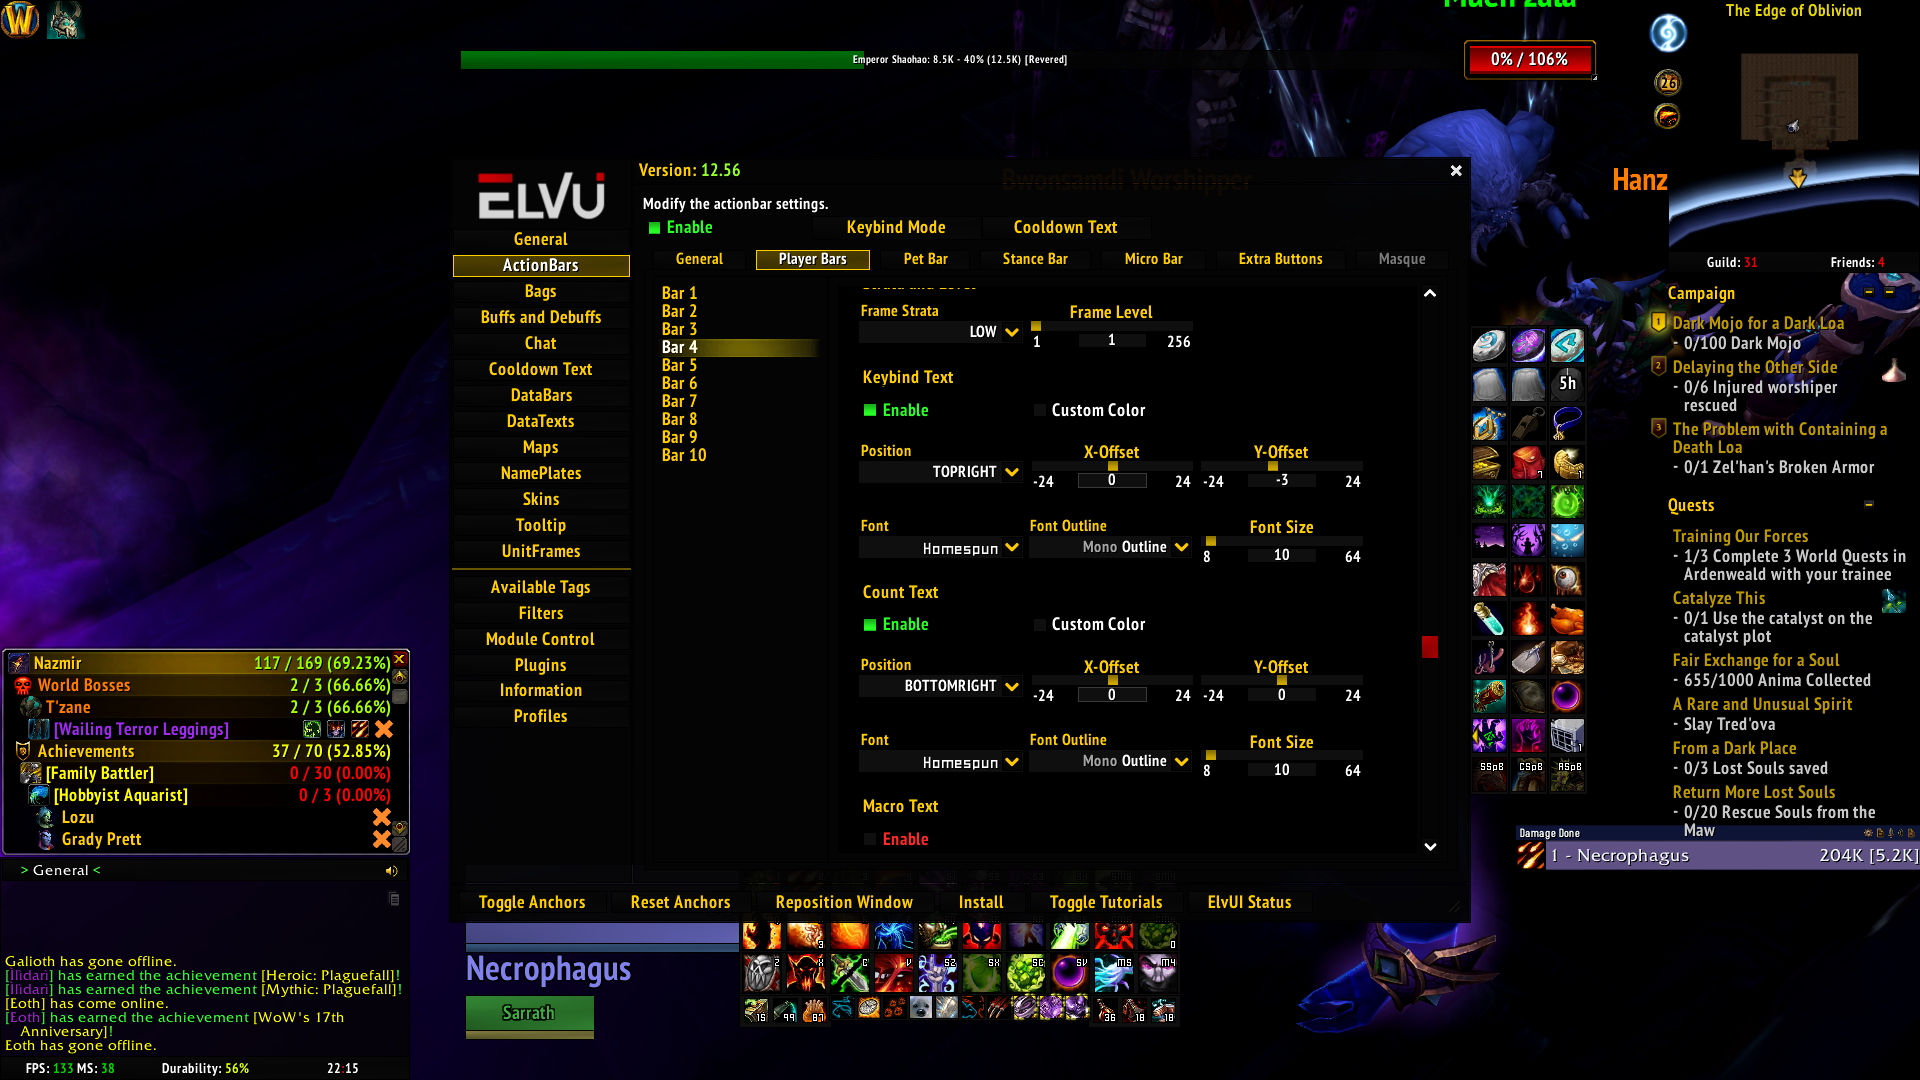 The Edge of Oblivion
Emperor Shaohao: 8.5K - 40% (12.5K) [Revered]
0% / 106%
26
Hanz
Guild: 31
Friends: 4
ELVUI
Version: 12.56
Bwonsamdi Worshipper
Modify the actionbar settings.
Enable
Keybind Mode
Cooldown Text
General
Player Bars
Pet Bar
Stance Bar
Micro Bar
Extra Buttons
Masque
General
ActionBars
Bags
Buffs and Debuffs
Chat
Cooldown Text
DataBars
DataTexts
Maps
NamePlates
Skins
Tooltip
UnitFrames
Available Tags
Filters
Module Control
Plugins
Information
Profiles
Bar 1
Bar 2
Bar 3
Bar 4
Bar 5
Bar 6
Bar 7
Bar 8
Bar 9
Bar 10
Frame Strata
LOW
Frame Level
1 1 256
Keybind Text
Enable
Custom Color
Position
TOPRIGHT
X-Offset
-24 0 24
Y-Offset
-24 -3 24
Font
Homespun
Font Outline
Mono Outline
Font Size
8 10 64
Count Text
Enable
Custom Color
Position
BOTTOMRIGHT
X-Offset
-24 0 24
Y-Offset
-24 0 24
Font
Homespun
Font Outline
Mono Outline
Font Size
8 10 64
Macro Text
Enable
Toggle Anchors
Reset Anchors
Reposition Window
Install
Toggle Tutorials
ElvUI Status
5h
SSpB CSpB ASpB
Campaign
1 Dark Mojo for a Dark Loa
- 0/100 Dark Mojo
2 Delaying the Other Side
- 0/6 Injured worshiper
rescued
3 The Problem with Containing a
Death Loa
- 0/1 Zel'han's Broken Armor
Quests
Training Our Forces
- 1/3 Complete 3 World Quests in
Ardenweald with your trainee
Catalyze This
- 0/1 Use the catalyst on the
catalyst plot
Fair Exchange for a Soul
- 655/1000 Anima Collected
A Rare and Unusual Spirit
- Slay Tred'ova
From a Dark Place
- 0/3 Lost Souls saved
Return More Lost Souls
- 0/20 Rescue Souls from the
Maw
Damage Done
1 - Necrophagus 204K [5.2K]
Nazmir 117 / 169 (69.23%)
World Bosses 2 / 3 (66.66%)
T'zane 2 / 3 (66.66%)
[Wailing Terror Leggings]
Achievements 37 / 70 (52.85%)
[Family Battler] 0 / 30 (0.00%)
[Hobbyist Aquarist] 0 / 3 (0.00%)
Lozu
Grady Prett
> General <
Galioth has gone offline.
[Ilîdarì] has earned the achievement [Heroic: Plaguefall]!
[Ilîdarì] has earned the achievement [Mythic: Plaguefall]!
[Eoth] has come online.
[Eoth] has earned the achievement [WoW's 17th
Anniversary]!
Eoth has gone offline.
FPS: 133 MS: 38
Durability: 56%
22:15
Necrophagus
Sarrath
15 99 87 36 18 18